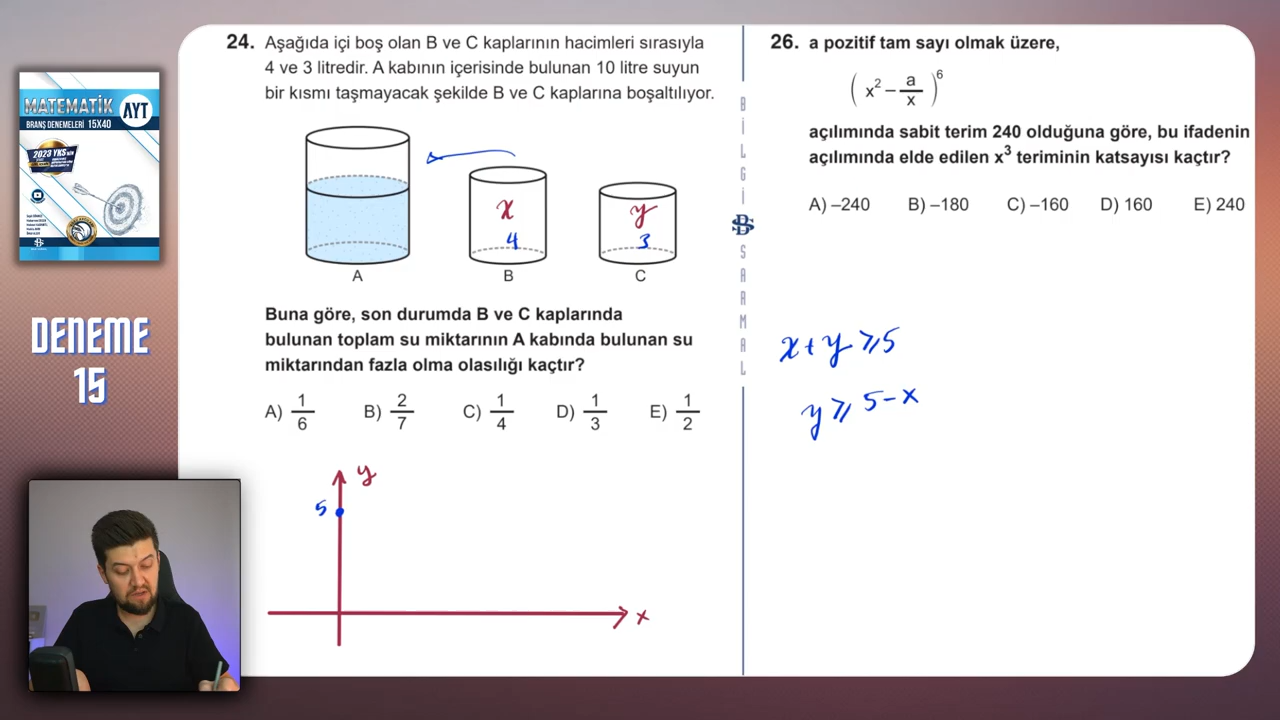 MATEMATİK
AYT
BRANŞ DENEMELERİ 15X40
2023 YKS'NİN
DENEME
15
24. Aşağıda içi boş olan B ve C kaplarının hacimleri sırasıyla
4 ve 3 litredir. A kabının içerisinde bulunan 10 litre suyun
bir kısmı taşmayacak şekilde B ve C kaplarına boşaltılıyor.
x
4
y
3
A
B
C
Buna göre, son durumda B ve C kaplarında
bulunan toplam su miktarının A kabında bulunan su
miktarından fazla olma olasılığı kaçtır?
A) 1/6 B) 2/7 C) 1/4 D) 1/3 E) 1/2
y
5
x
BİLGİ
SARMAL
26. a pozitif tam sayı olmak üzere,
(x² − a/x)⁶
açılımında sabit terim 240 olduğuna göre, bu ifadenin
açılımında elde edilen x³ teriminin katsayısı kaçtır?
A) –240 B) –180 C) –160 D) 160 E) 240
x+y ⩾ 5
y ⩾ 5-x